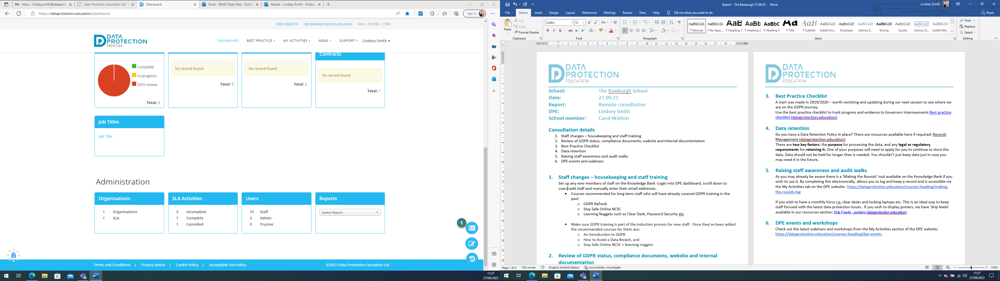 Inbox - lindsey.smith@dataprote
Data Protection Education Ltd -
Dashboard
Email - BMAT Data Help - Outlo
People - Lindsey Smith - Outlook
https://dataprotection.education/dashboard
Sign in
0800 0862018
dpo@dataprotection.education
Mon - Fri 8:00 - 17:00
DATA
PROTECTION
EDUCATION
DASHBOARD
BEST PRACTICE
MY ACTIVITIES
NEWS
SUPPORT
Lindsey Smith
Complete
In progress
DPO review
Total: 2
No record found
Total: 5
No record found
Total: 2
Contracts
No record found
Total: 1
Job Titles
Job Title
Administration
Organisations
1 Organisations
1 SLA
SLA Activities
5 Incomplete
7 Complete
1 Cancelled
Users
15 Staff
2 Admin
0 Trustee
Reports
Select Report
1
Terms and Conditions | Privacy Notice | Cookie Policy | Acceptable Use Policy
©2022 Data Protection Education Ltd.
11:27
27/09/2022
Report - The Bawburgh 27.09.22 - Word
Lindsey Smith
File Home Insert Design Layout References Mailings Review View Help Tell me what you want to do
Share
Paste
Cut
Copy
Format Painter
Clipboard
Calibri
12
Font
Paragraph
¶ Normal
¶ No Spac...
¶ Heading 1
¶ Heading 2
¶ Heading 3
¶ Title
¶ Subtitle
Subtle Em...
Emphasis
Intense E...
Strong
Quote
Intense Q...
Subtle Ref...
Styles
Find
Replace
Select
Editing
DATA
PROTECTION
EDUCATION
School: The Bawburgh School
Date: 27.09.22
Report: Remote consultation
DPE: Lindsey Smith
School member: Carol Watton
Consultation details
1. Staff changes – housekeeping and staff training
2. Review of GDPR status, compliance documents; website and internal documentation
3. Best Practice Checklist
4. Data retention
5. Raising staff awareness and audit walks
6. DPE events and webinars
1. Staff changes – housekeeping and staff training
Set up any new members of staff on the Knowledge Bank -Login into DPE dashboard, scroll down to
users>add staff and manually enter their email addresses.
• Courses recommended for long-term staff who will have already covered GDPR training in the
past:
o GDPR Refresh
o Stay Safe Online NCSC
o Learning Nuggets such as Clear Desk, Password Security etc
• Make sure GDPR training is part of the induction process for new staff. Once they've been added
the recommended courses for them are:
o An Introduction to GDPR
o How to Avoid a Data Breach, and
o Stay Safe Online NCSC + learning nuggets
2. Review of GDPR status, compliance documents, website and internal
documentation
DATA
PROTECTION
EDUCATION
3. Best Practice Checklist
A start was made in 2019/2020 – worth revisiting and updating during our next session to see where we
are on the GDPR journey.
Use the best practice checklist to track progress and evidence to Governors improvements Best practice
checklist (dataprotection.education).
4. Data retention
Do you have a Data Retention Policy in place? There are resources available here if required: Records
Management (dataprotection.education).
There are two key factors: the purpose for processing the data, and any legal or regulatory
requirements for retaining it. One of your purposes will need to apply for you to continue to store the
data. Data should not be held for longer than is needed. You shouldn't just keep data just in case you
may need it in the future.
5. Raising staff awareness and audit walks
As you may already be aware there is a 'Making the Rounds' tool available on the Knowledge Bank if you
wish to use it. By completing this electronically, allows you to log and keep a record and is accessible via
the My Activities tab on the DPE website: https://dataprotection.education/courses-heading/making-
the-rounds-log
If you wish to have a monthly focus i.e. clear desks and locking laptops etc. This is an ideal way to keep
staff focused with the latest data protection issues. If you wish to display posters, we have 'drip feeds'
available in our resources section: Drip Feeds - posters (dataprotection.education)
6. DPE events and workshops
Check out the latest webinars and workshops from the My Activities section of the DPE website:
https://dataprotection.education/courses-heading/dpe-events
Page 1 of 2
503 words
English (United States)
Accessibility: Investigate
100%
11:27
27/09/2022